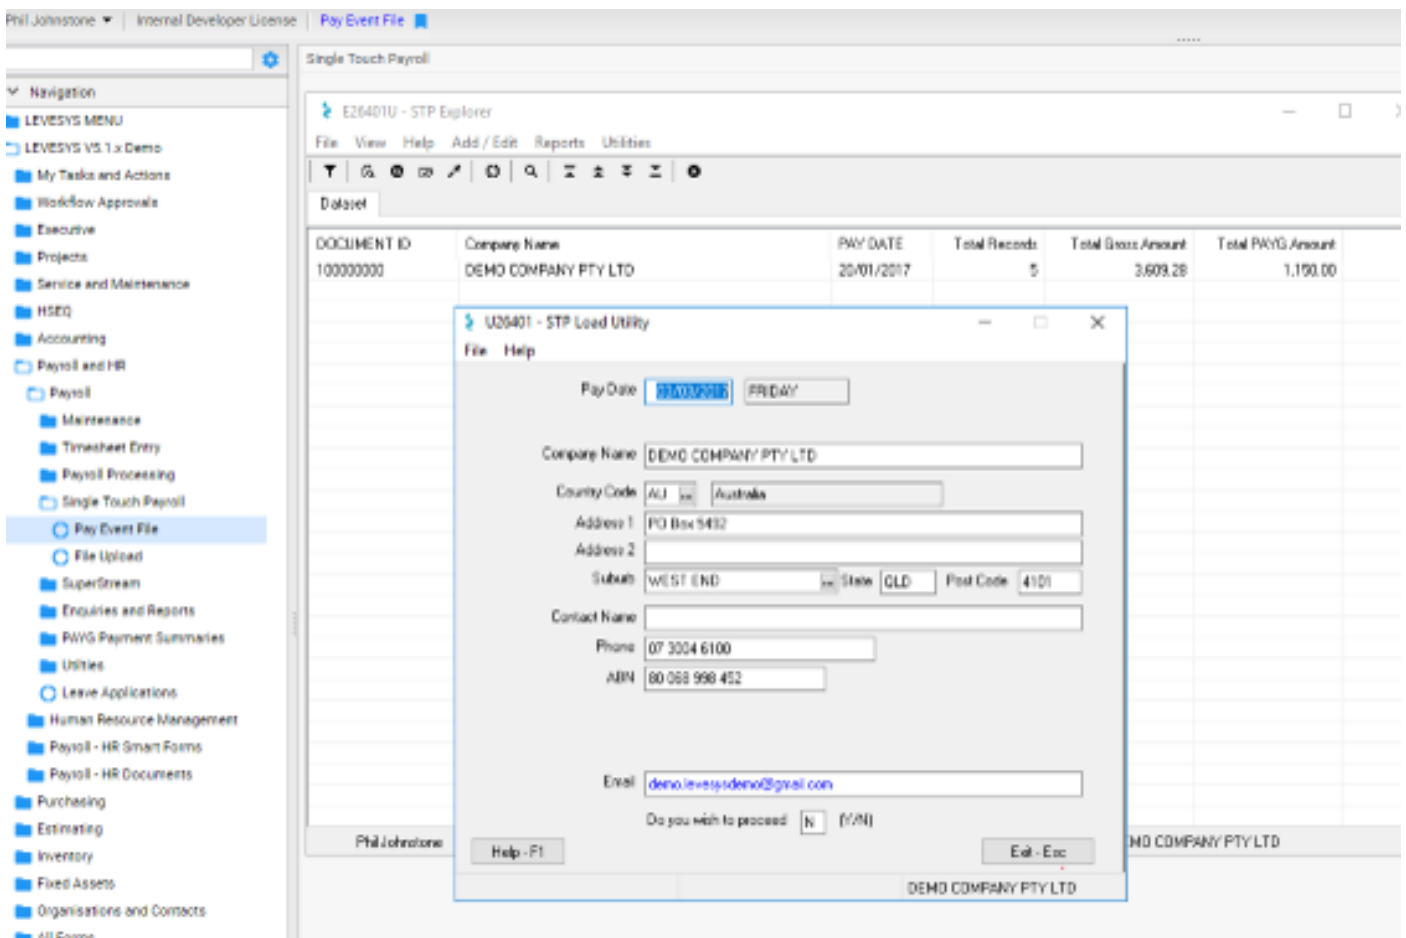 Phil Johnstone Internal Developer License Pay Event File
Single Touch Payroll
Navigation
LEVESYS MENU
LEVESYS V5.1.x Demo
My Tasks and Actions
Workflow Approvals
Executive
Projects
Service and Maintenance
HSEQ
Accounting
Payroll and HR
Payroll
Maintenance
Timesheet Entry
Payroll Processing
Single Touch Payroll
Pay Event File
File Upload
SuperStream
Enquiries and Reports
PAYG Payment Summaries
Utilities
Leave Applications
Human Resource Management
Payroll - HR Smart Forms
Payroll - HR Documents
Purchasing
Estimating
Inventory
Fixed Assets
Organisations and Contacts
All Forms
E26401U - STP Explorer
File View Help Add / Edit Reports Utilities
Dataset
DOCUMENT ID Company Name PAY DATE Total Records Total Gross Amount Total PAYG Amount
100000000 DEMO COMPANY PTY LTD 20/01/2017 5 3,609.28 1,150.00
U26401 - STP Load Utility
File Help
Pay Date 03/03/2017 FRIDAY
Company Name DEMO COMPANY PTY LTD
Country Code AU Australia
Address 1 PO Box 5492
Address 2
Suburb WEST END State QLD Post Code 4101
Contact Name
Phone 07 3004 6100
ABN 80 068 998 452
Email demo.levesysdemo@gmail.com
Do you wish to proceed N (Y/N)
Help - F1 Exit - Esc
DEMO COMPANY PTY LTD
Phil Johnstone MO COMPANY PTY LTD